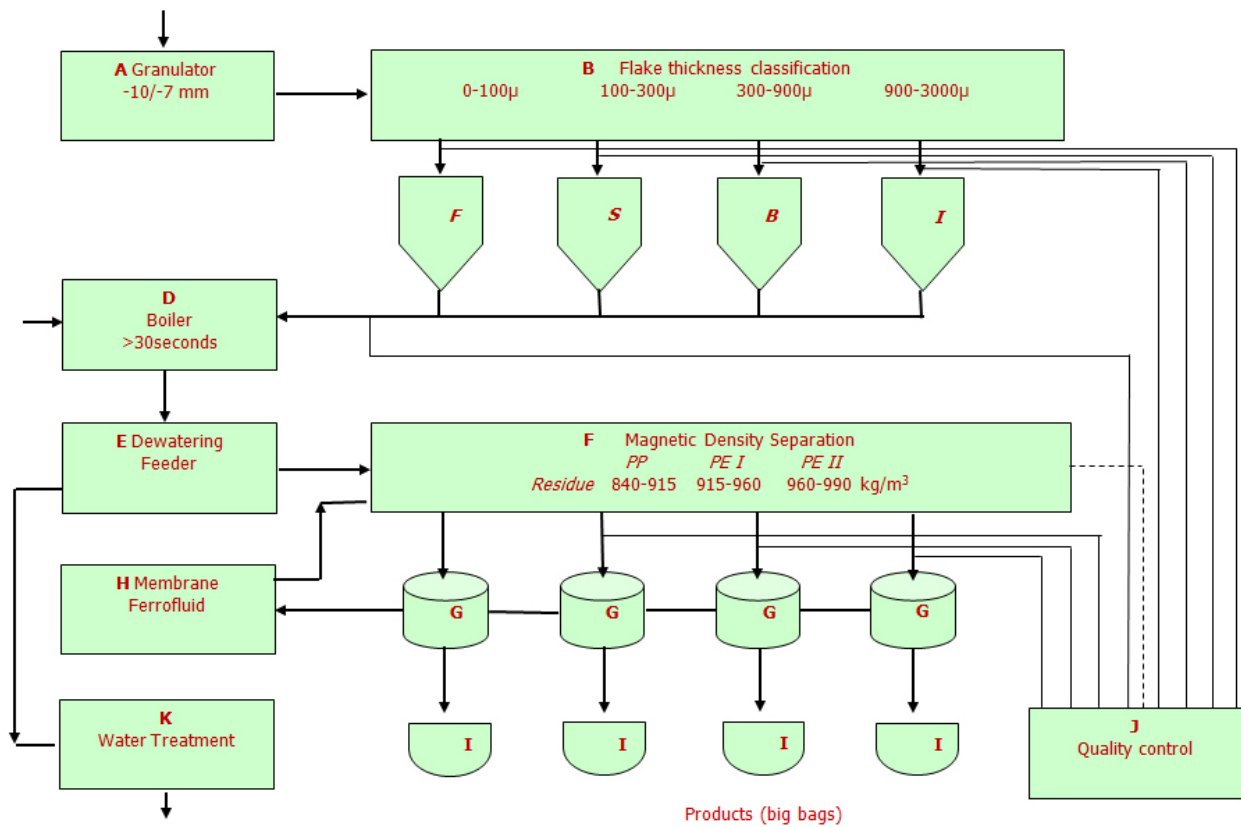 A Granulator
-10/-7 mm
B Flake thickness classification
0-100µ 100-300µ 300-900µ 900-3000µ
F S B I
D
Boiler
>30seconds
E Dewatering
Feeder
F Magnetic Density Separation
PP PE I PE II
Residue 840-915 915-960 960-990 kg/m³
H Membrane
Ferrofluid
G G G G
K
Water Treatment
I I I I
J
Quality control
Products (big bags)